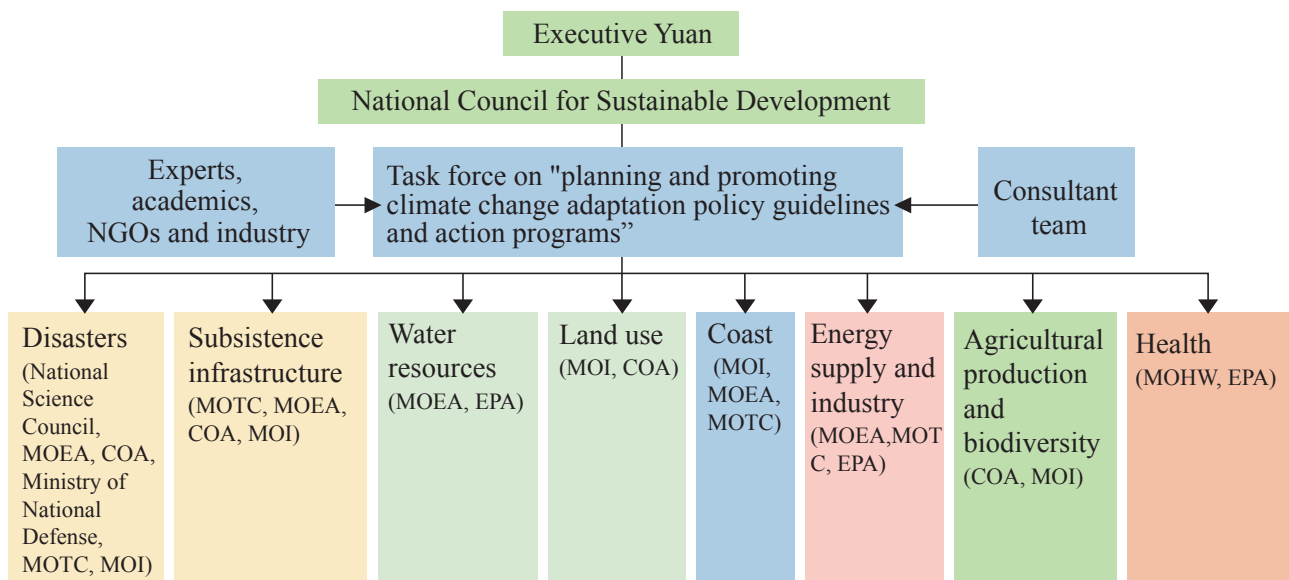 Executive Yuan
National Council for Sustainable Development
Experts,
academics,
NGOs and industry
Task force on "planning and promoting
climate change adaptation policy guidelines
and action programs”
Consultant
team
Disasters
(National
Science
Council,
MOEA, COA,
Ministry of
National
Defense,
MOTC, MOI)
Subsistence
infrastructure
(MOTC, MOEA,
COA, MOI)
Water
resources
(MOEA, EPA)
Land use
(MOI, COA)
Coast
(MOI,
MOEA,
MOTC)
Energy
supply and
industry
(MOEA,MOT
C, EPA)
Agricultural
production
and
biodiversity
(COA, MOI)
Health
(MOHW, EPA)